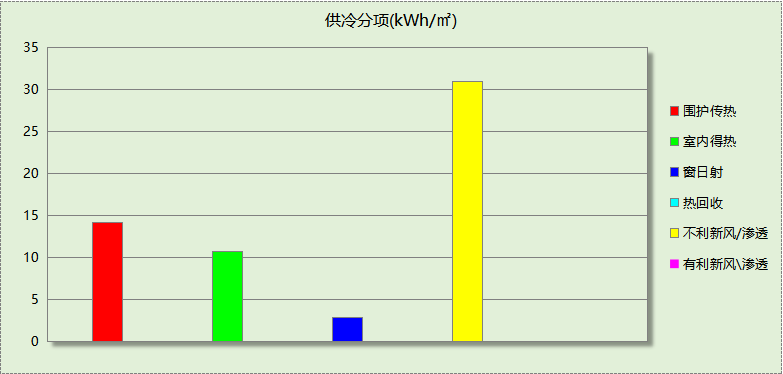 供冷分项(kWh/㎡)
35
30
25
20
15
10
5
0
围护传热
室内得热
窗日射
热回收
不利新风/渗透
有利新风\渗透